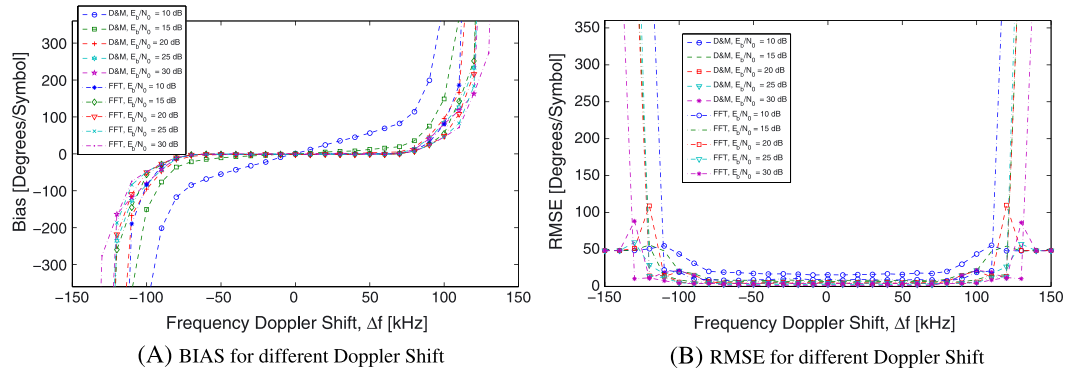 300
200
100
0
−100
−200
−300
Bias [Degrees/Symbol]
D&M, E_b/N_0 = 10 dB
D&M, E_b/N_0 = 15 dB
D&M, E_b/N_0 = 20 dB
D&M, E_b/N_0 = 25 dB
D&M, E_b/N_0 = 30 dB
FFT, E_b/N_0 = 10 dB
FFT, E_b/N_0 = 15 dB
FFT, E_b/N_0 = 20 dB
FFT, E_b/N_0 = 25 dB
FFT, E_b/N_0 = 30 dB
−150 −100 −50 0 50 100 150
Frequency Doppler Shift, Δf [kHz]
(A) BIAS for different Doppler Shift
350
300
250
200
150
100
50
0
RMSE [Degrees/Symbol]
D&M, E_b/N_0 = 10 dB
D&M, E_b/N_0 = 15 dB
D&M, E_b/N_0 = 20 dB
D&M, E_b/N_0 = 25 dB
D&M, E_b/N_0 = 30 dB
FFT, E_b/N_0 = 10 dB
FFT, E_b/N_0 = 15 dB
FFT, E_b/N_0 = 20 dB
FFT, E_b/N_0 = 25 dB
FFT, E_b/N_0 = 30 dB
−150 −100 −50 0 50 100 150
Frequency Doppler Shift, Δf [kHz]
(B) RMSE for different Doppler Shift